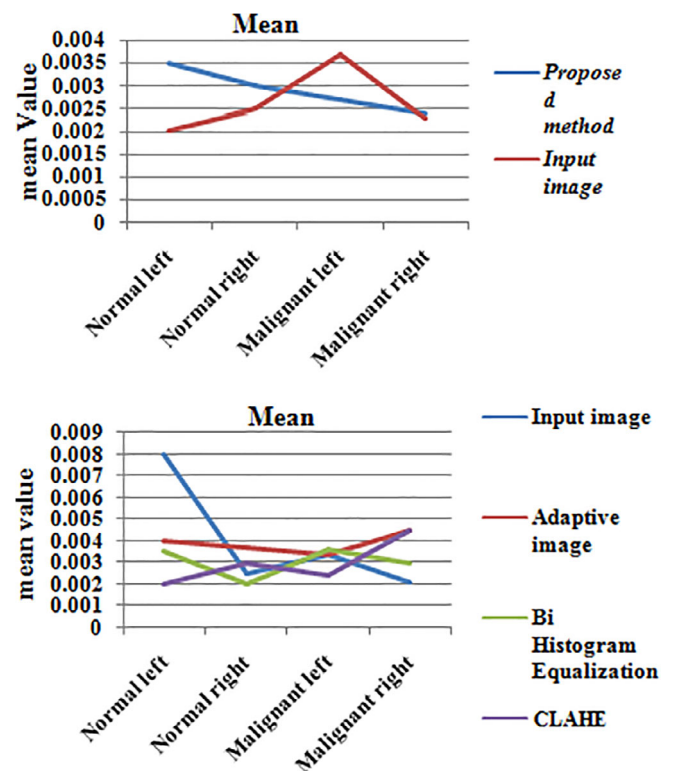 Mean
0.004
0.0035
0.003
0.0025
0.002
0.0015
0.001
0.0005
0
mean Value
Normal left
Normal right
Malignant left
Malignant right
Propose
d
method
Input
image
Mean
0.009
0.008
0.007
0.006
0.005
0.004
0.003
0.002
0.001
0
mean value
Normal left
Normal right
Malignant left
Malignant right
Input image
Adaptive
image
Bi
Histogram
Equalization
CLAHE